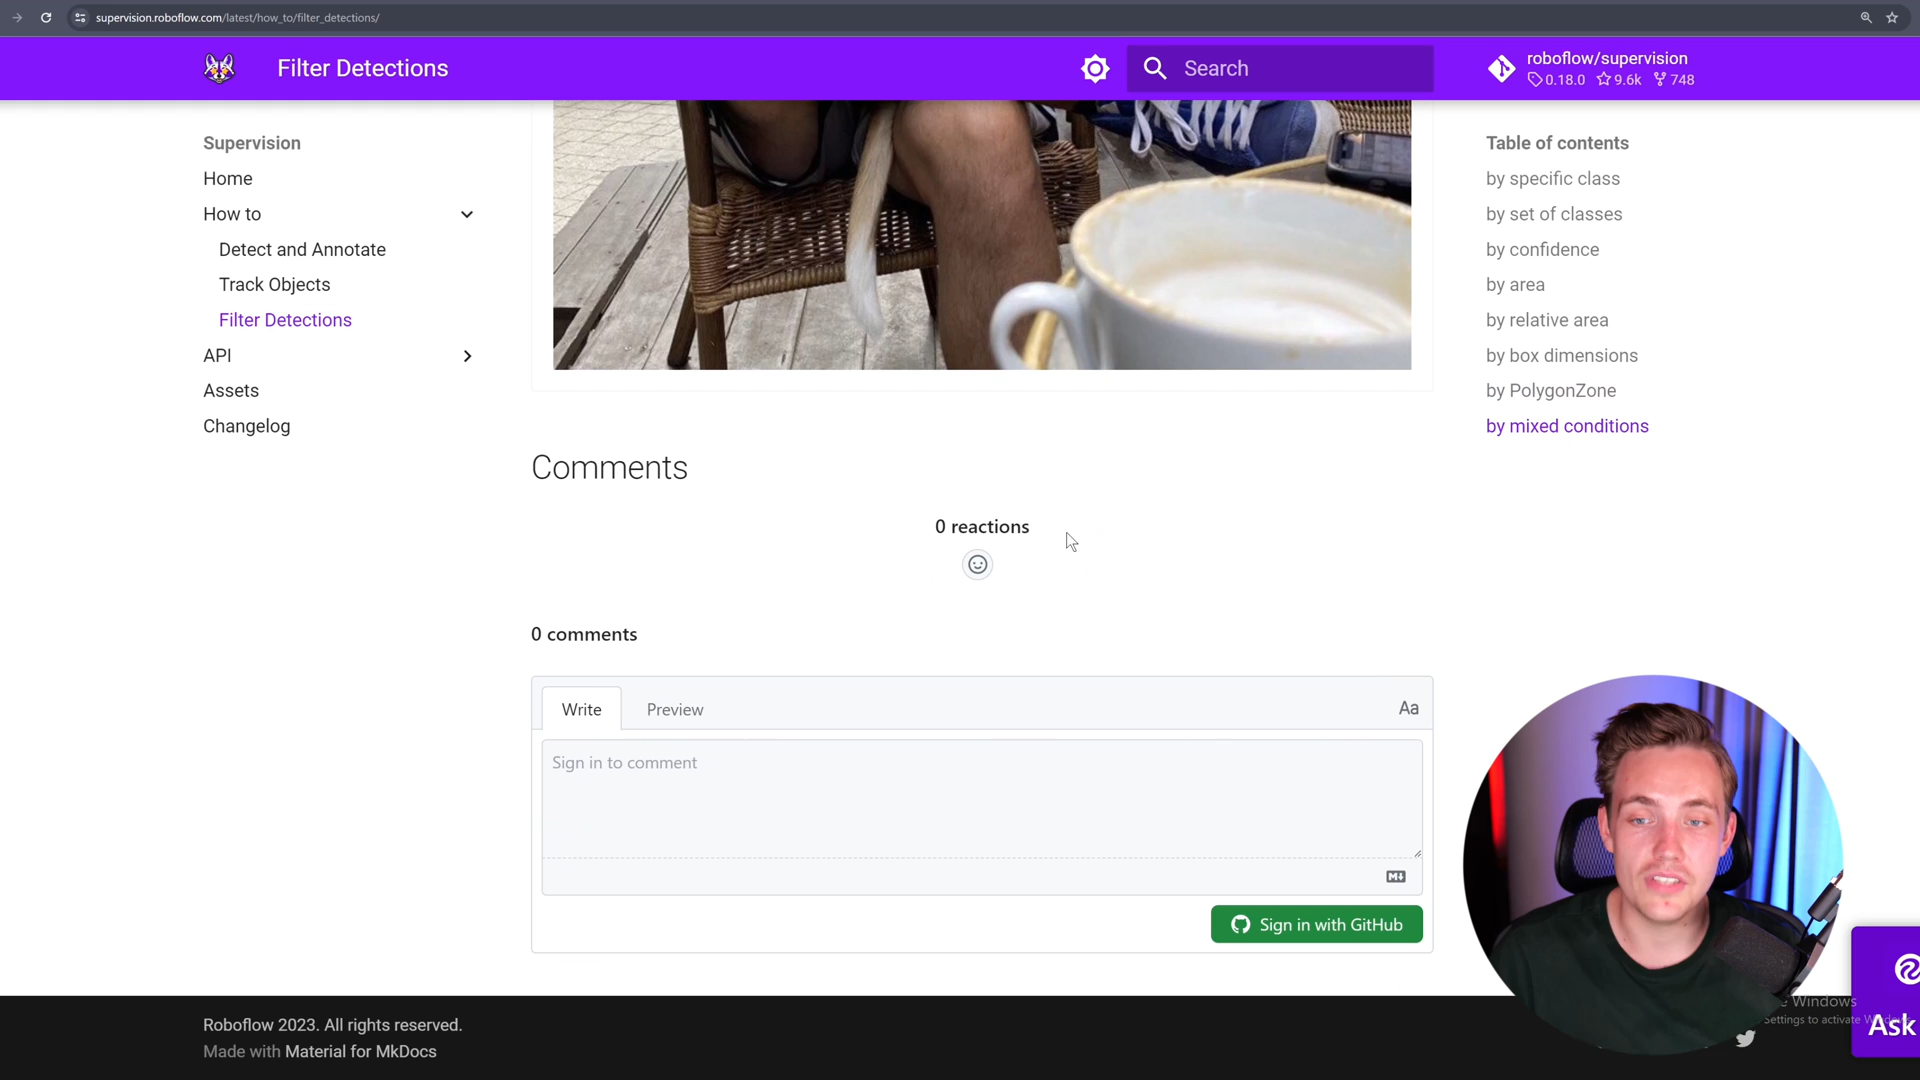 supervision.roboflow.com/latest/how_to/filter_detections/
Filter Detections
Search
roboflow/supervision
0.18.0 9.6k 748
Supervision
Home
How to
Detect and Annotate
Track Objects
Filter Detections
API
Assets
Changelog
Table of contents
by specific class
by set of classes
by confidence
by area
by relative area
by box dimensions
by PolygonZone
by mixed conditions
Comments
0 reactions
0 comments
Write
Preview
Aa
Sign in to comment
M
Sign in with GitHub
Roboflow 2023. All rights reserved.
Made with Material for MkDocs
Windows
Settings to activate
Ask